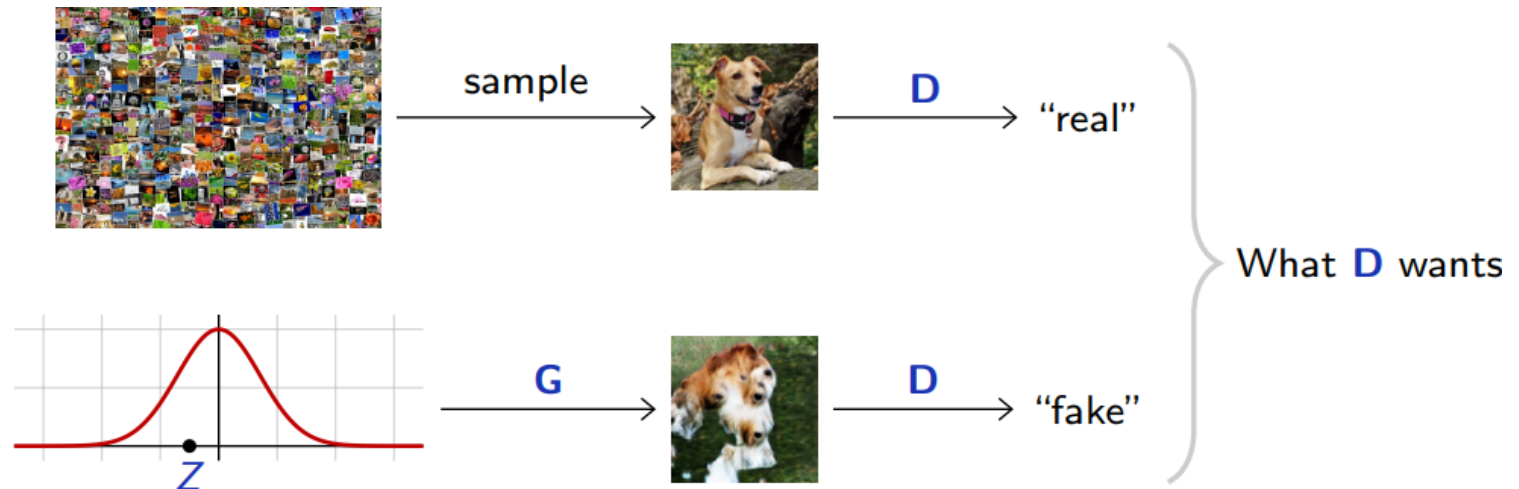 sample
D
“real”
What D wants
G
D
“fake”
Z